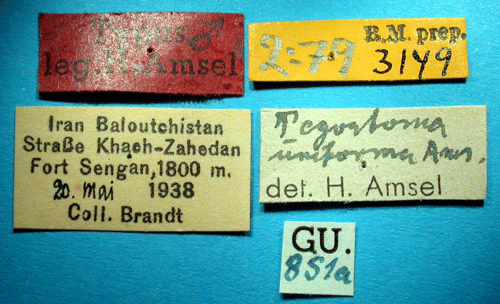 Typus ♂
leg. H. Amsel
2:79 B.M. prep.
3149
Iran Baloutchistan
Straße Khach-Zahedan
Fort Sengan, 1800 m.
20. Mai 1938
Coll. Brandt
Tegostoma
uniforma Ams.
det. H. Amsel
GU.
851a